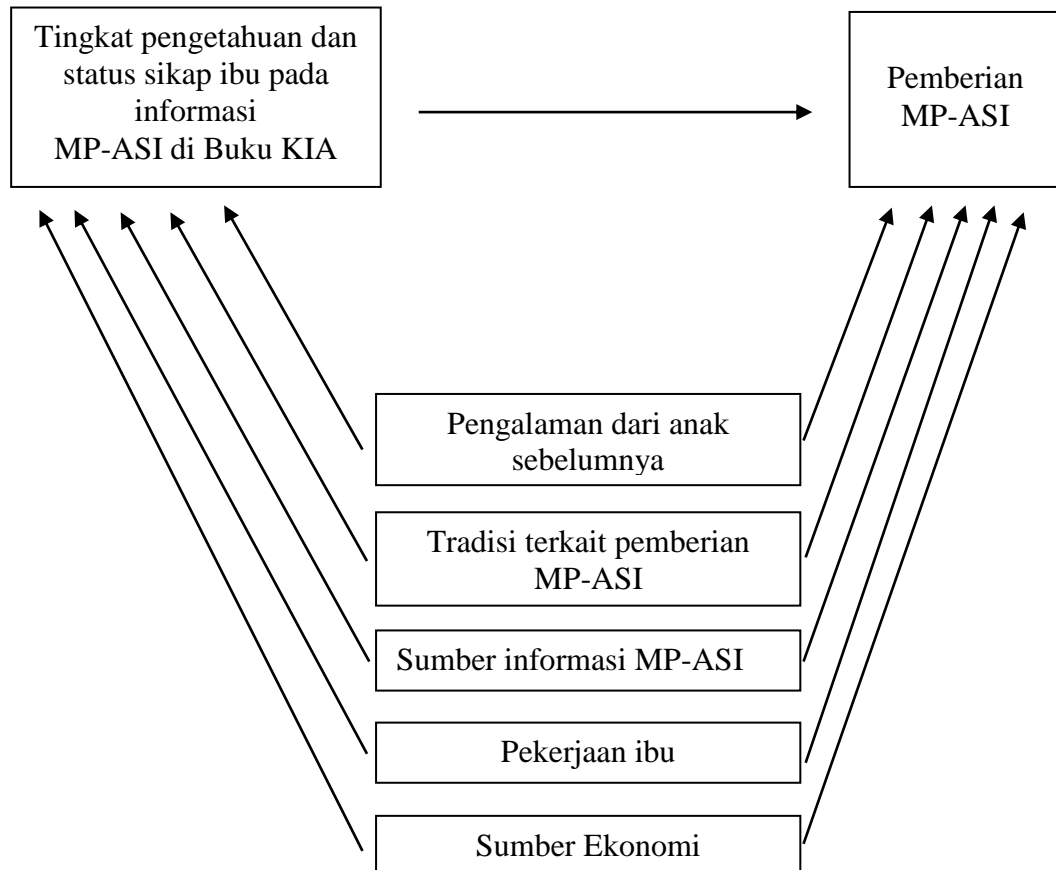 Tingkat pengetahuan dan
status sikap ibu pada
informasi
MP-ASI di Buku KIA
Pemberian
MP-ASI
Pengalaman dari anak
sebelumnya
Tradisi terkait pemberian
MP-ASI
Sumber informasi MP-ASI
Pekerjaan ibu
Sumber Ekonomi